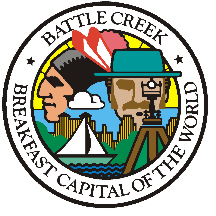 BATTLE CREEK
BREAKFAST CAPITAL OF THE WORLD